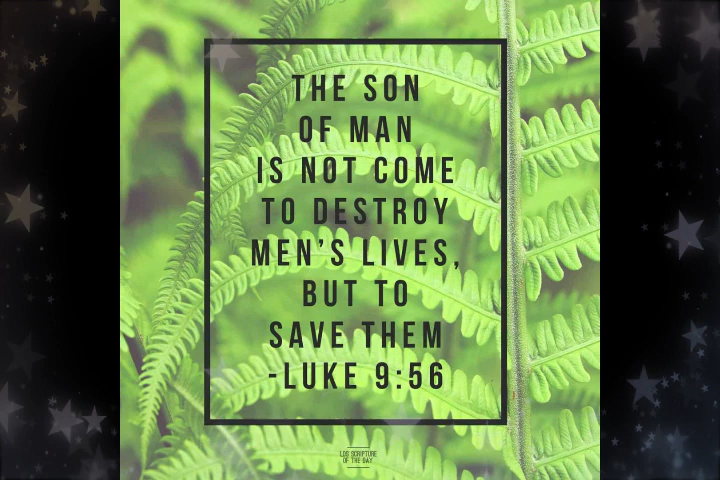 THE SON
OF MAN
IS NOT COME
TO DESTROY
MEN'S LIVES,
BUT TO
SAVE THEM
-LUKE 9:56
LDS SCRIPTURE
OF THE DAY